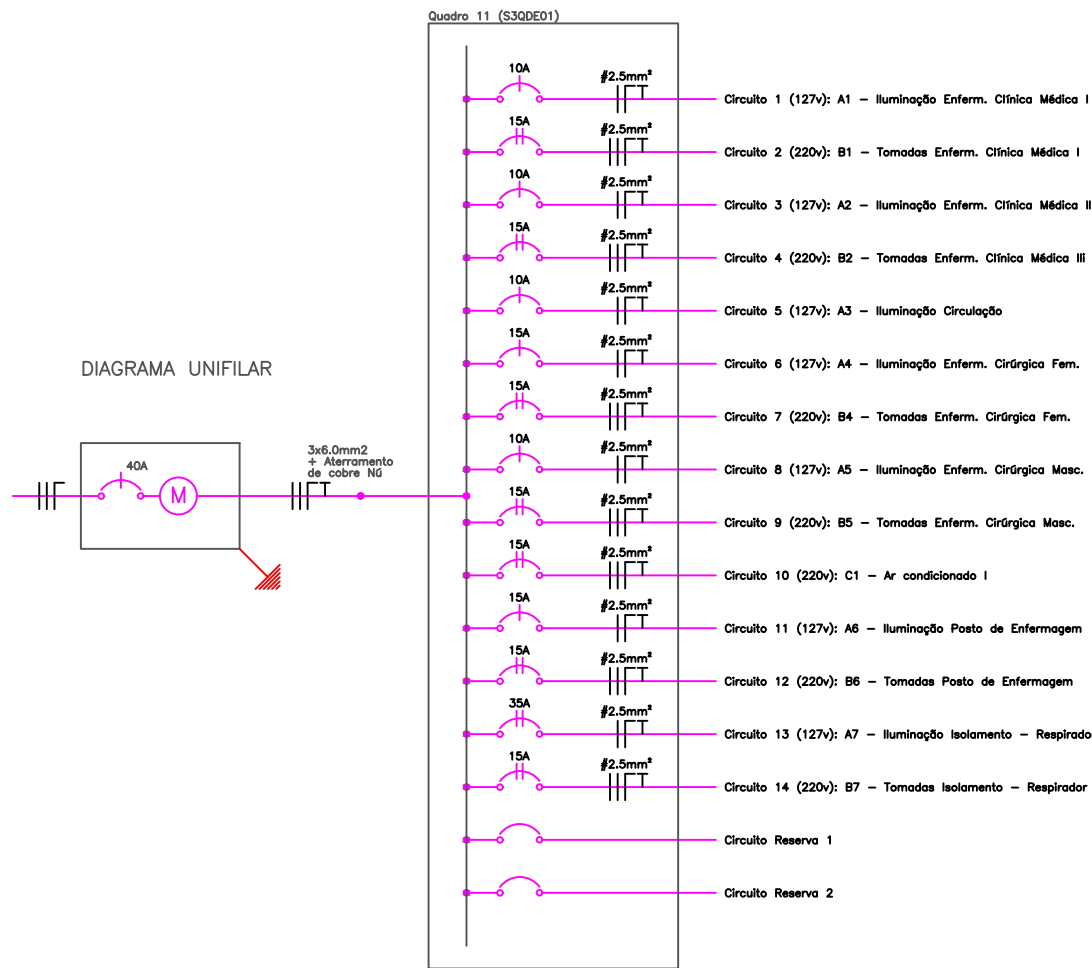 Quadro 11 (S3QDE01)
10A
#2.5mm²
Circuito 1 (127v): A1 – Iluminação Enferm. Clínica Médica I
15A
#2.5mm²
Circuito 2 (220v): B1 – Tomadas Enferm. Clínica Médica I
10A
#2.5mm²
Circuito 3 (127v): A2 – Iluminação Enferm. Clínica Médica II
15A
#2.5mm²
Circuito 4 (220v): B2 – Tomadas Enferm. Clínica Médica IIi
10A
#2.5mm²
Circuito 5 (127v): A3 – Iluminação Circulação
15A
#2.5mm²
Circuito 6 (127v): A4 – Iluminação Enferm. Cirúrgica Fem.
DIAGRAMA UNIFILAR
15A
#2.5mm²
Circuito 7 (220v): B4 – Tomadas Enferm. Cirúrgica Fem.
40A
M
3x6.0mm2
+ Aterramento
de cobre Nú
10A
#2.5mm²
Circuito 8 (127v): A5 – Iluminação Enferm. Cirúrgica Masc.
15A
#2.5mm²
Circuito 9 (220v): B5 – Tomadas Enferm. Cirúrgica Masc.
15A
#2.5mm²
Circuito 10 (220v): C1 – Ar condicionado I
15A
#2.5mm²
Circuito 11 (127v): A6 – Iluminação Posto de Enfermagem
15A
#2.5mm²
Circuito 12 (220v): B6 – Tomadas Posto de Enfermagem
35A
#2.5mm²
Circuito 13 (127v): A7 – Iluminação Isolamento – Respirado
15A
#2.5mm²
Circuito 14 (220v): B7 – Tomadas Isolamento – Respirador
Circuito Reserva 1
Circuito Reserva 2